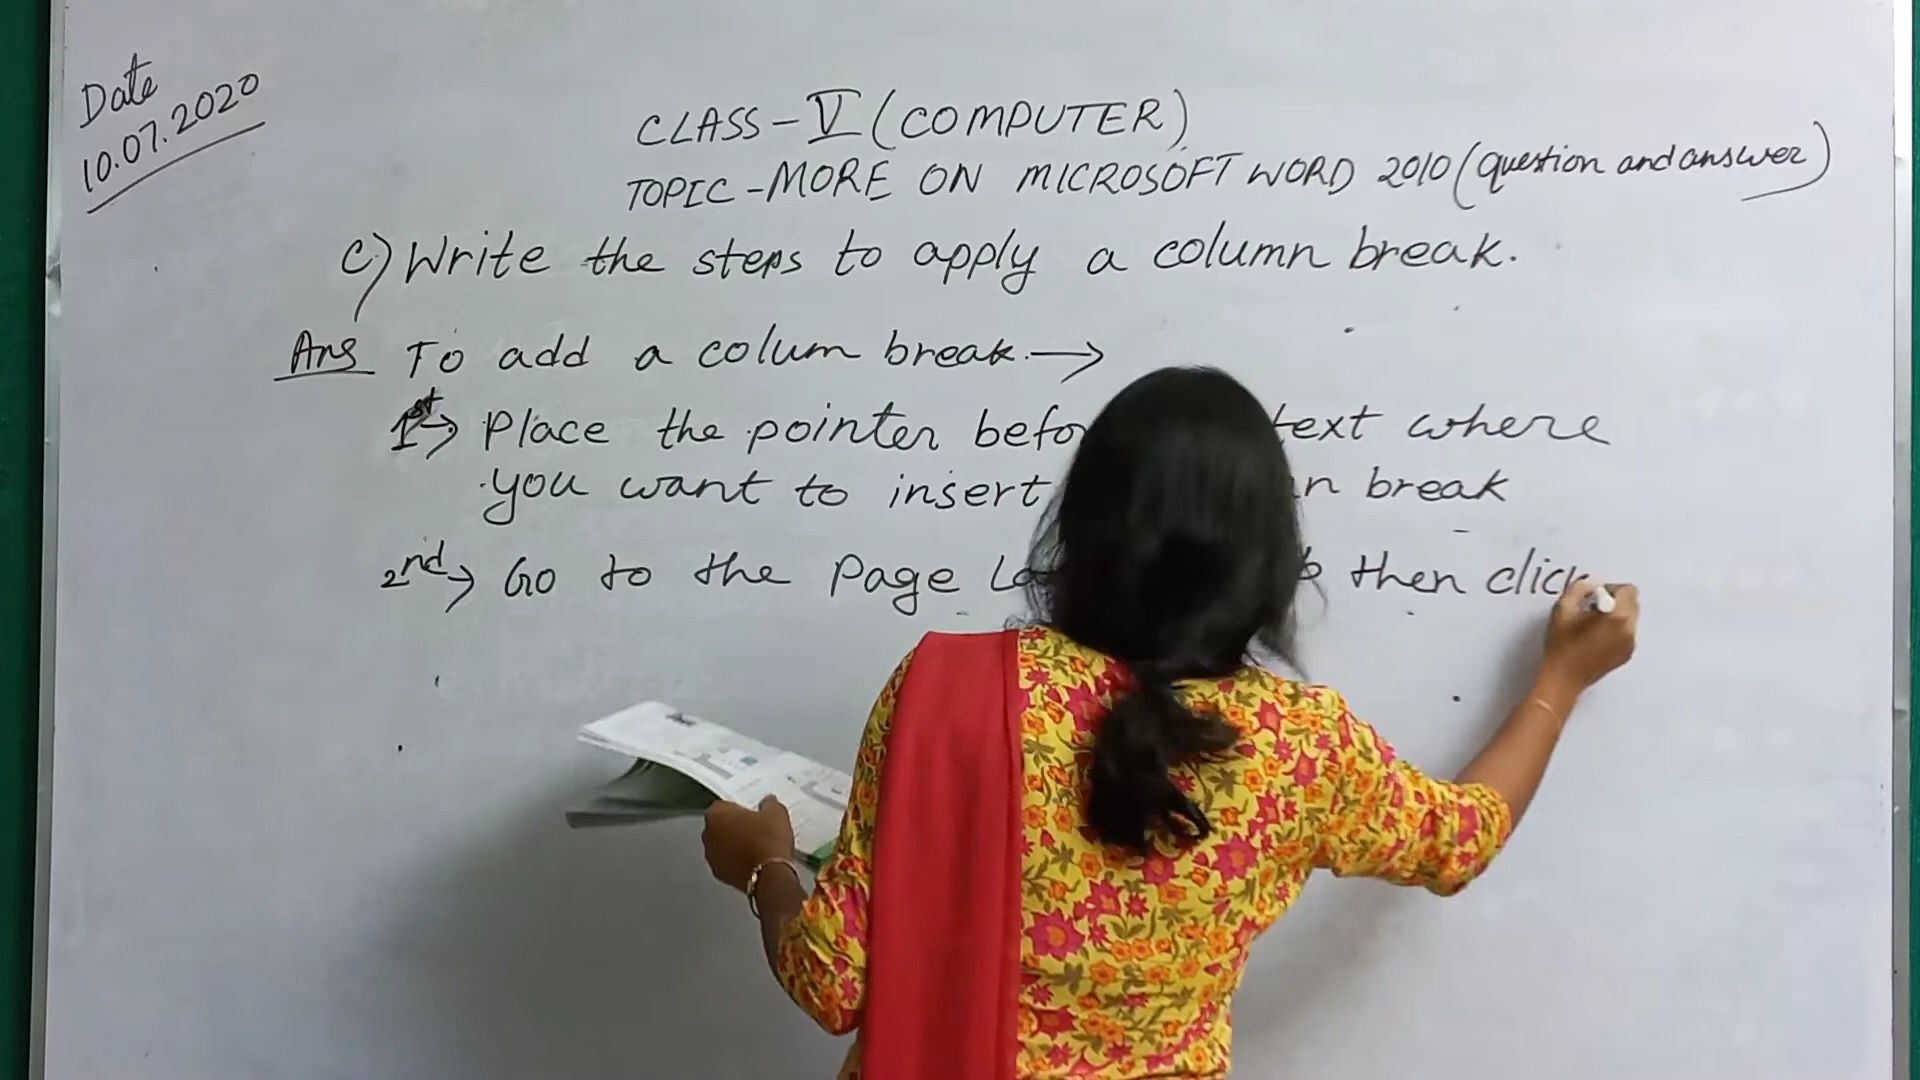 Date
10.07.2020
CLASS-V (COMPUTER)
TOPIC-MORE ON MICROSOFT WORD 2010 (question and answer)
c) Write the steps to apply a column break.
Ans To add a colum break. →
1st → Place the pointer text where
you want to insert break
2nd → Go to the Page then click